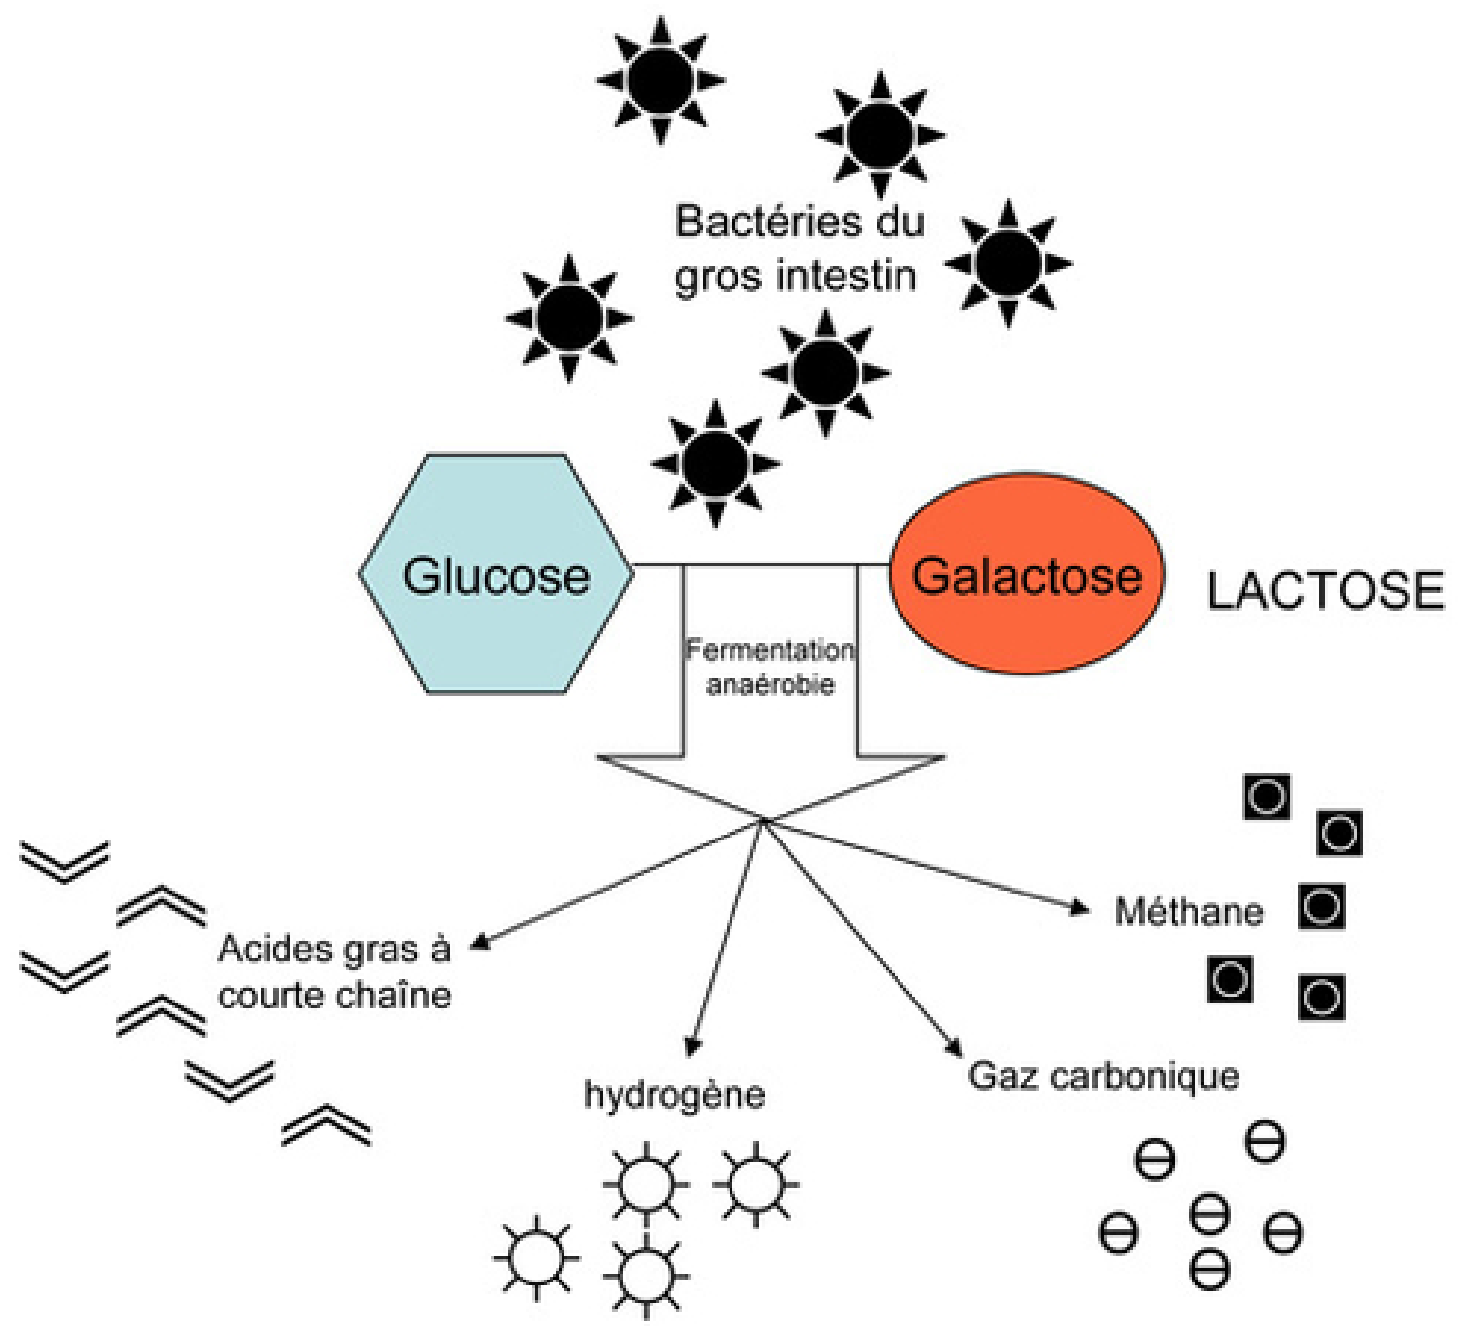 Bactéries du
gros intestin
Glucose
Galactose
LACTOSE
Fermentation
anaérobie
Méthane
Acides gras à
courte chaîne
Gaz carbonique
hydrogène